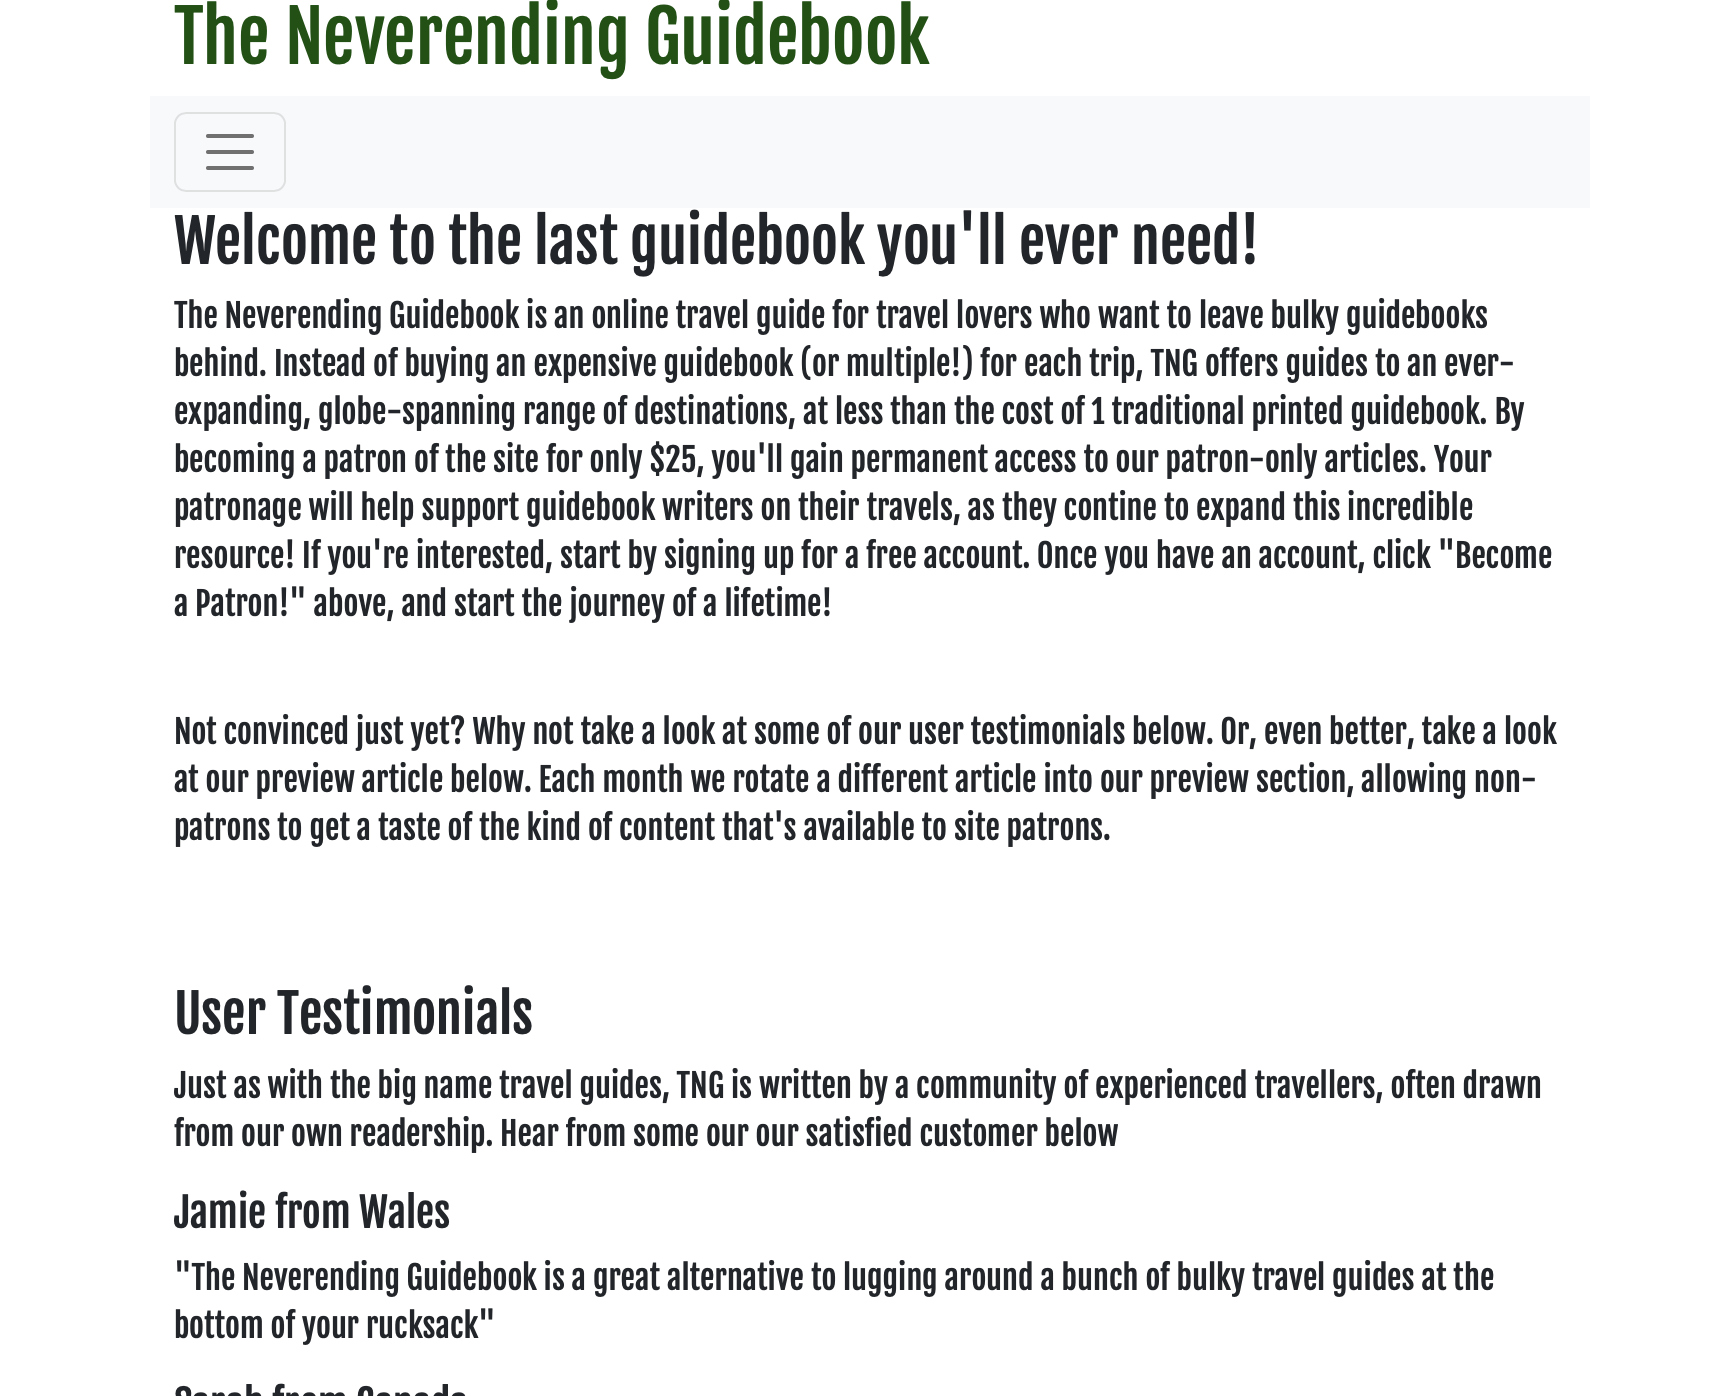 The Neverending Guidebook
Welcome to the last guidebook you'll ever need!
The Neverending Guidebook is an online travel guide for travel lovers who want to leave bulky guidebooks
behind. Instead of buying an expensive guidebook (or multiple!) for each trip, TNG offers guides to an ever-
expanding, globe-spanning range of destinations, at less than the cost of 1 traditional printed guidebook. By
becoming a patron of the site for only $25, you'll gain permanent access to our patron-only articles. Your
patronage will help support guidebook writers on their travels, as they contine to expand this incredible
resource! If you're interested, start by signing up for a free account. Once you have an account, click "Become
a Patron!" above, and start the journey of a lifetime!
Not convinced just yet? Why not take a look at some of our user testimonials below. Or, even better, take a look
at our preview article below. Each month we rotate a different article into our preview section, allowing non-
patrons to get a taste of the kind of content that's available to site patrons.
User Testimonials
Just as with the big name travel guides, TNG is written by a community of experienced travellers, often drawn
from our own readership. Hear from some our our satisfied customer below
Jamie from Wales
"The Neverending Guidebook is a great alternative to lugging around a bunch of bulky travel guides at the
bottom of your rucksack"
Sarah from Canada